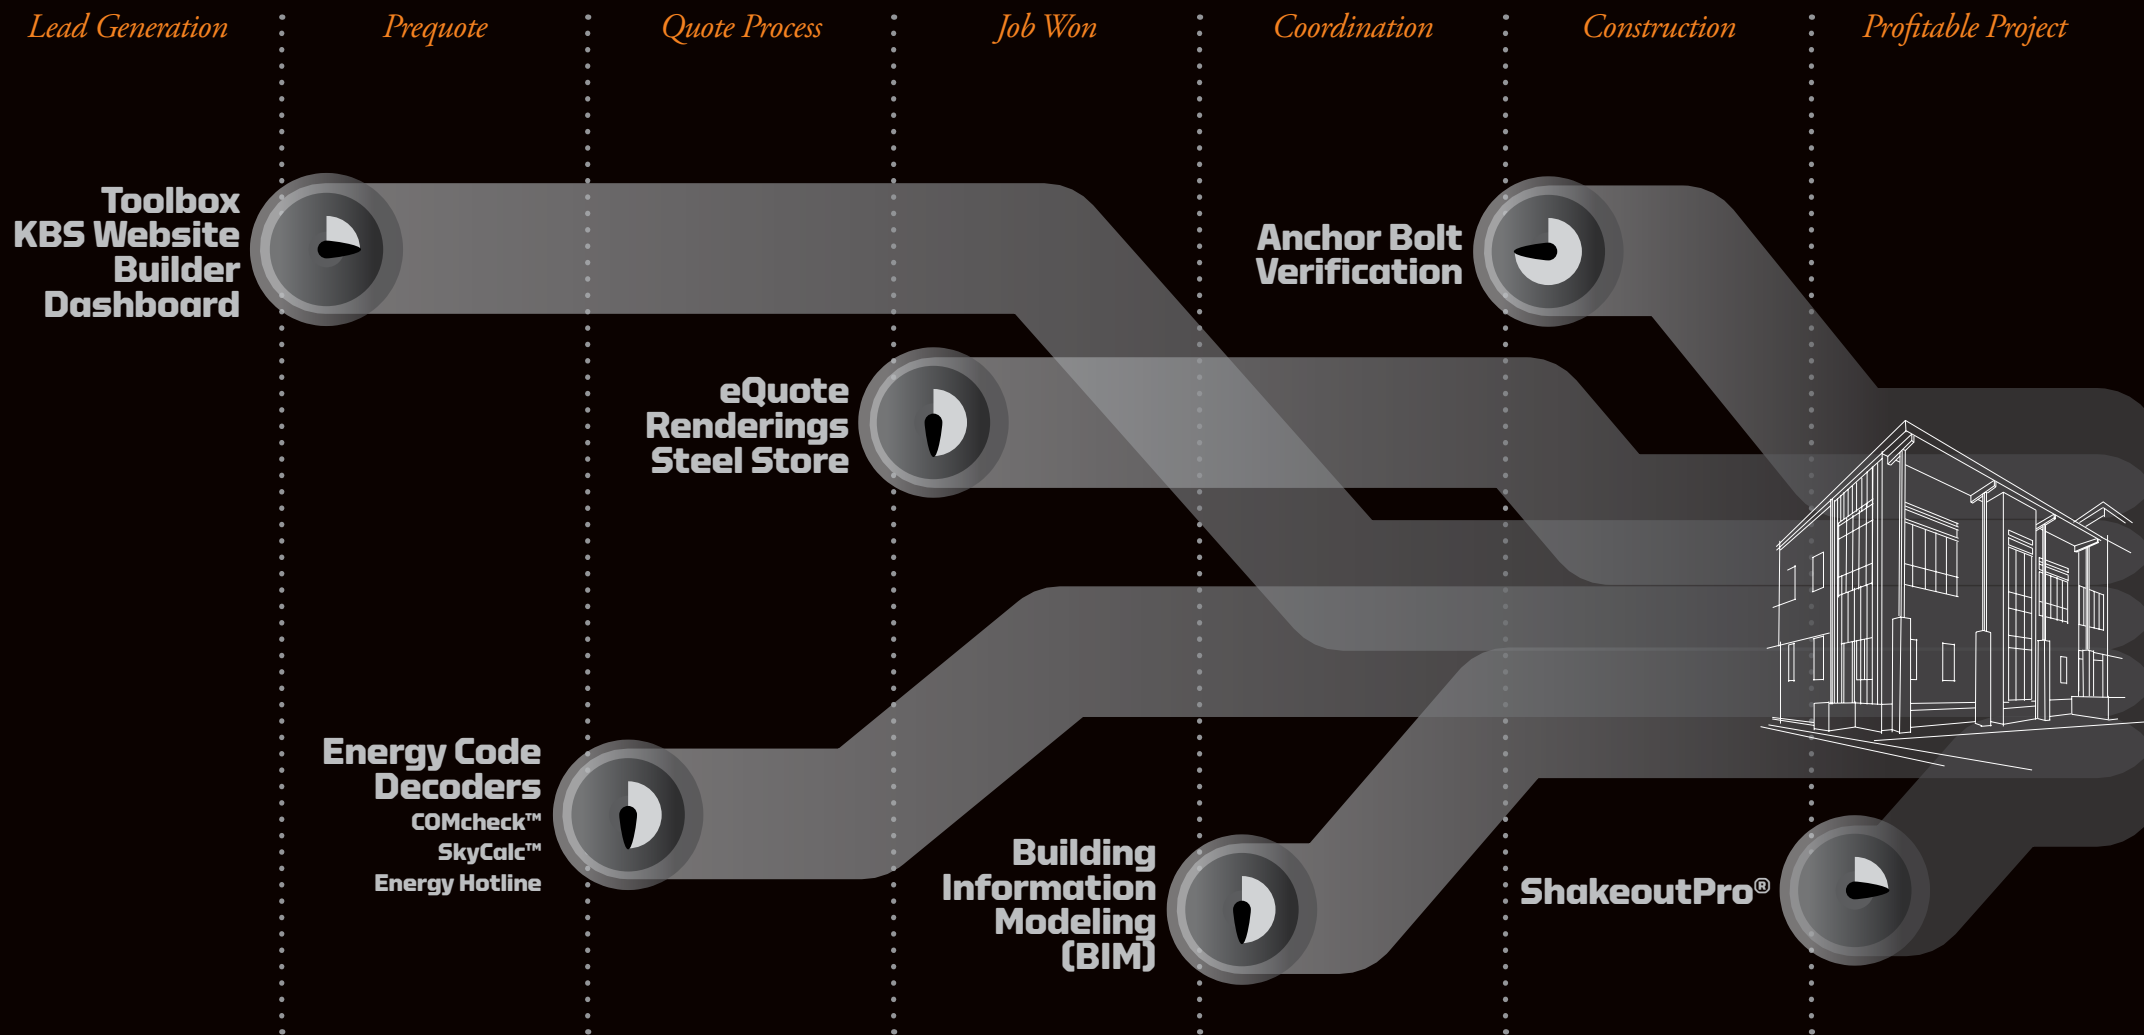 Lead Generation
Prequote
Quote Process
Job Won
Coordination
Construction
Profitable Project
Toolbox
KBS Website
Builder
Dashboard
Anchor Bolt
Verification
eQuote
Renderings
Steel Store
Energy Code
Decoders
COMcheck™
SkyCalc™
Energy Hotline
Building
Information
Modeling
(BIM)
ShakeoutPro®